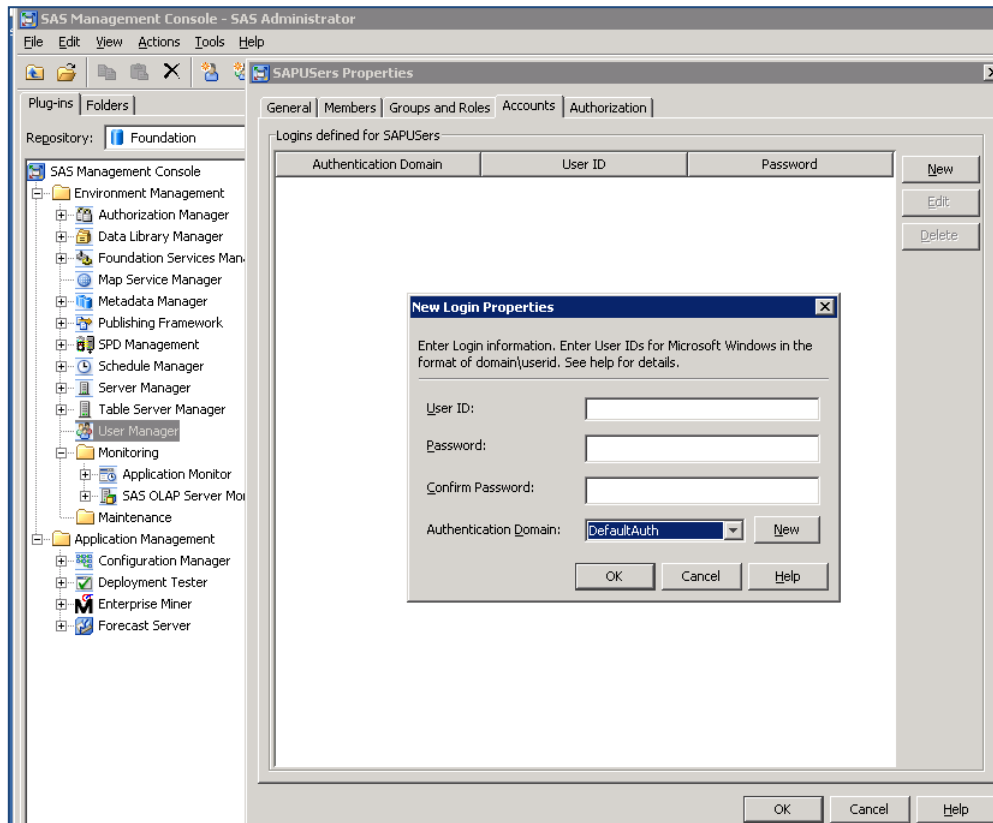 SAS Management Console - SAS Administrator
File Edit View Actions Tools Help
Plug-ins Folders
Repository: Foundation
SAS Management Console
Environment Management
Authorization Manager
Data Library Manager
Foundation Services Man
Map Service Manager
Metadata Manager
Publishing Framework
SPD Management
Schedule Manager
Server Manager
Table Server Manager
User Manager
Monitoring
Application Monitor
SAS OLAP Server Mo
Maintenance
Application Management
Configuration Manager
Deployment Tester
Enterprise Miner
Forecast Server
SAPUSers Properties
General Members Groups and Roles Accounts Authorization
Logins defined for SAPUSers
Authentication Domain User ID Password
New
Edit
Delete
New Login Properties
Enter Login information. Enter User IDs for Microsoft Windows in the
format of domain\userid. See help for details.
User ID:
Password:
Confirm Password:
Authentication Domain: DefaultAuth New
OK Cancel Help
OK Cancel Help